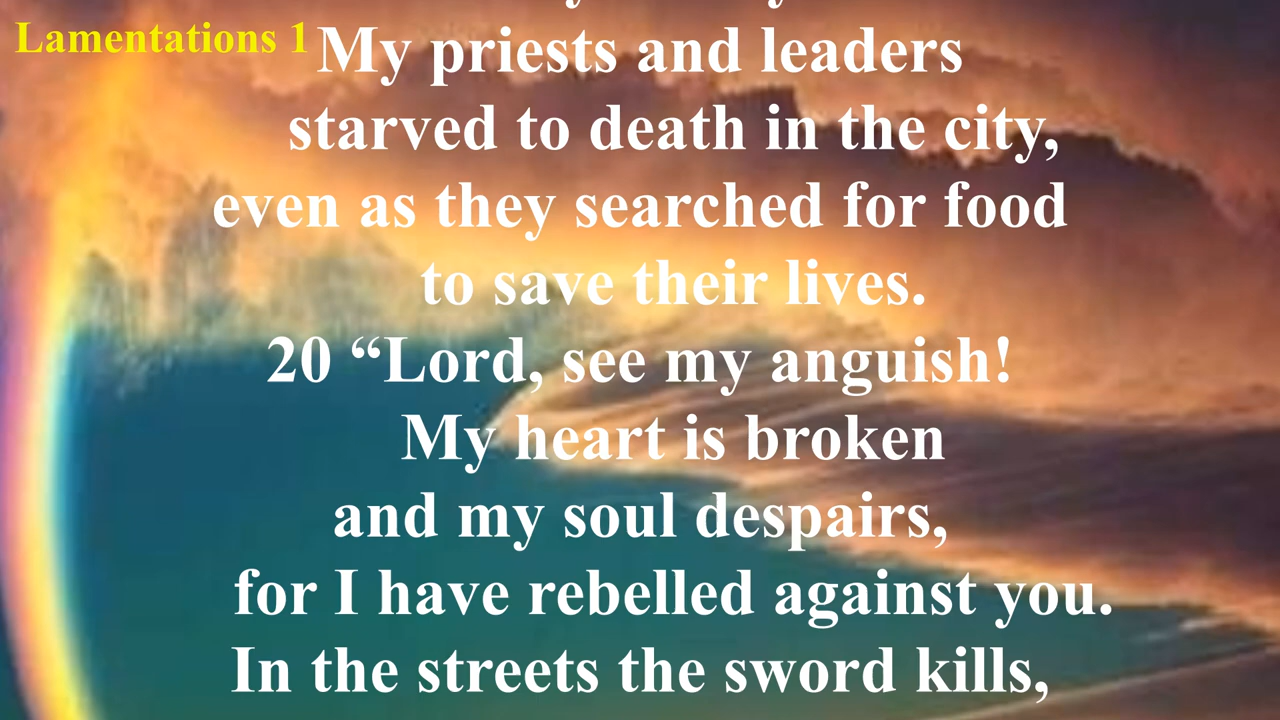 Lamentations 1
My priests and leaders
starved to death in the city,
even as they searched for food
to save their lives.
20 “Lord, see my anguish!
My heart is broken
and my soul despairs,
for I have rebelled against you.
In the streets the sword kills,